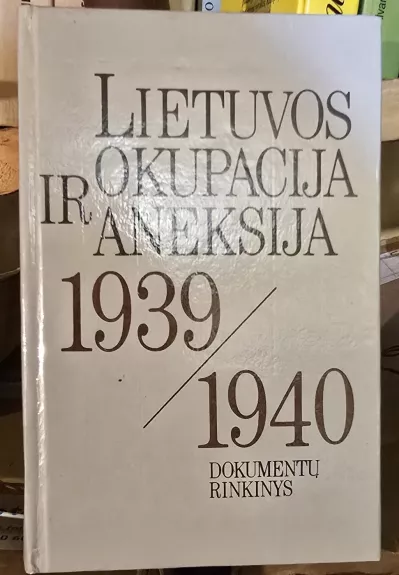 LIETUVOS
OKUPACIJA
IR
ANEKSIJA
1939/
1940
DOKUMENTŲ
RINKINYS